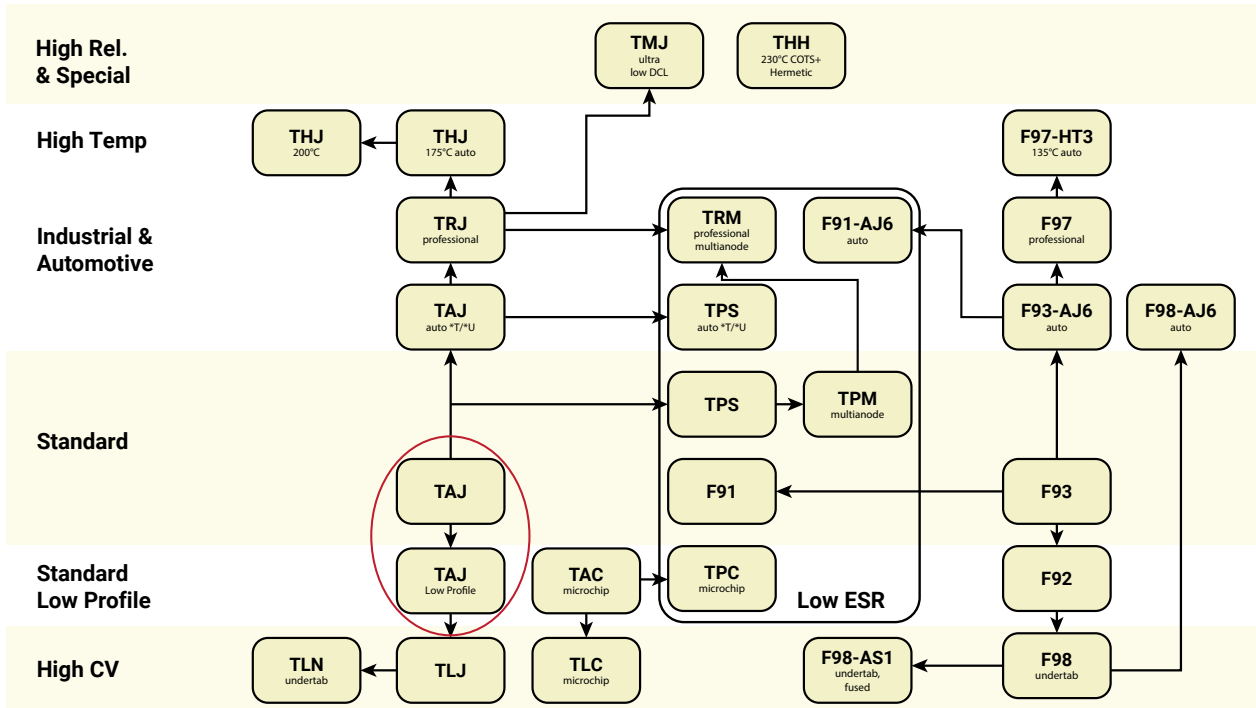 High Rel.
& Special
TMJ
ultra
low DCL
THH
230°C COTS+
Hermetic
High Temp
THJ
200°C
THJ
175°C auto
F97-HT3
135°C auto
Industrial &
Automotive
TRJ
professional
TRM
professional
multianode
F91-AJ6
auto
F97
professional
TAJ
auto *T/*U
TPS
auto *T/*U
F93-AJ6
auto
F98-AJ6
auto
Standard
TPS
TPM
multianode
TAJ
F91
F93
Standard
Low Profile
TAJ
Low Profile
TAC
microchip
TPC
microchip
Low ESR
F92
High CV
TLN
undertab
TLJ
TLC
microchip
F98-AS1
undertab,
fused
F98
undertab